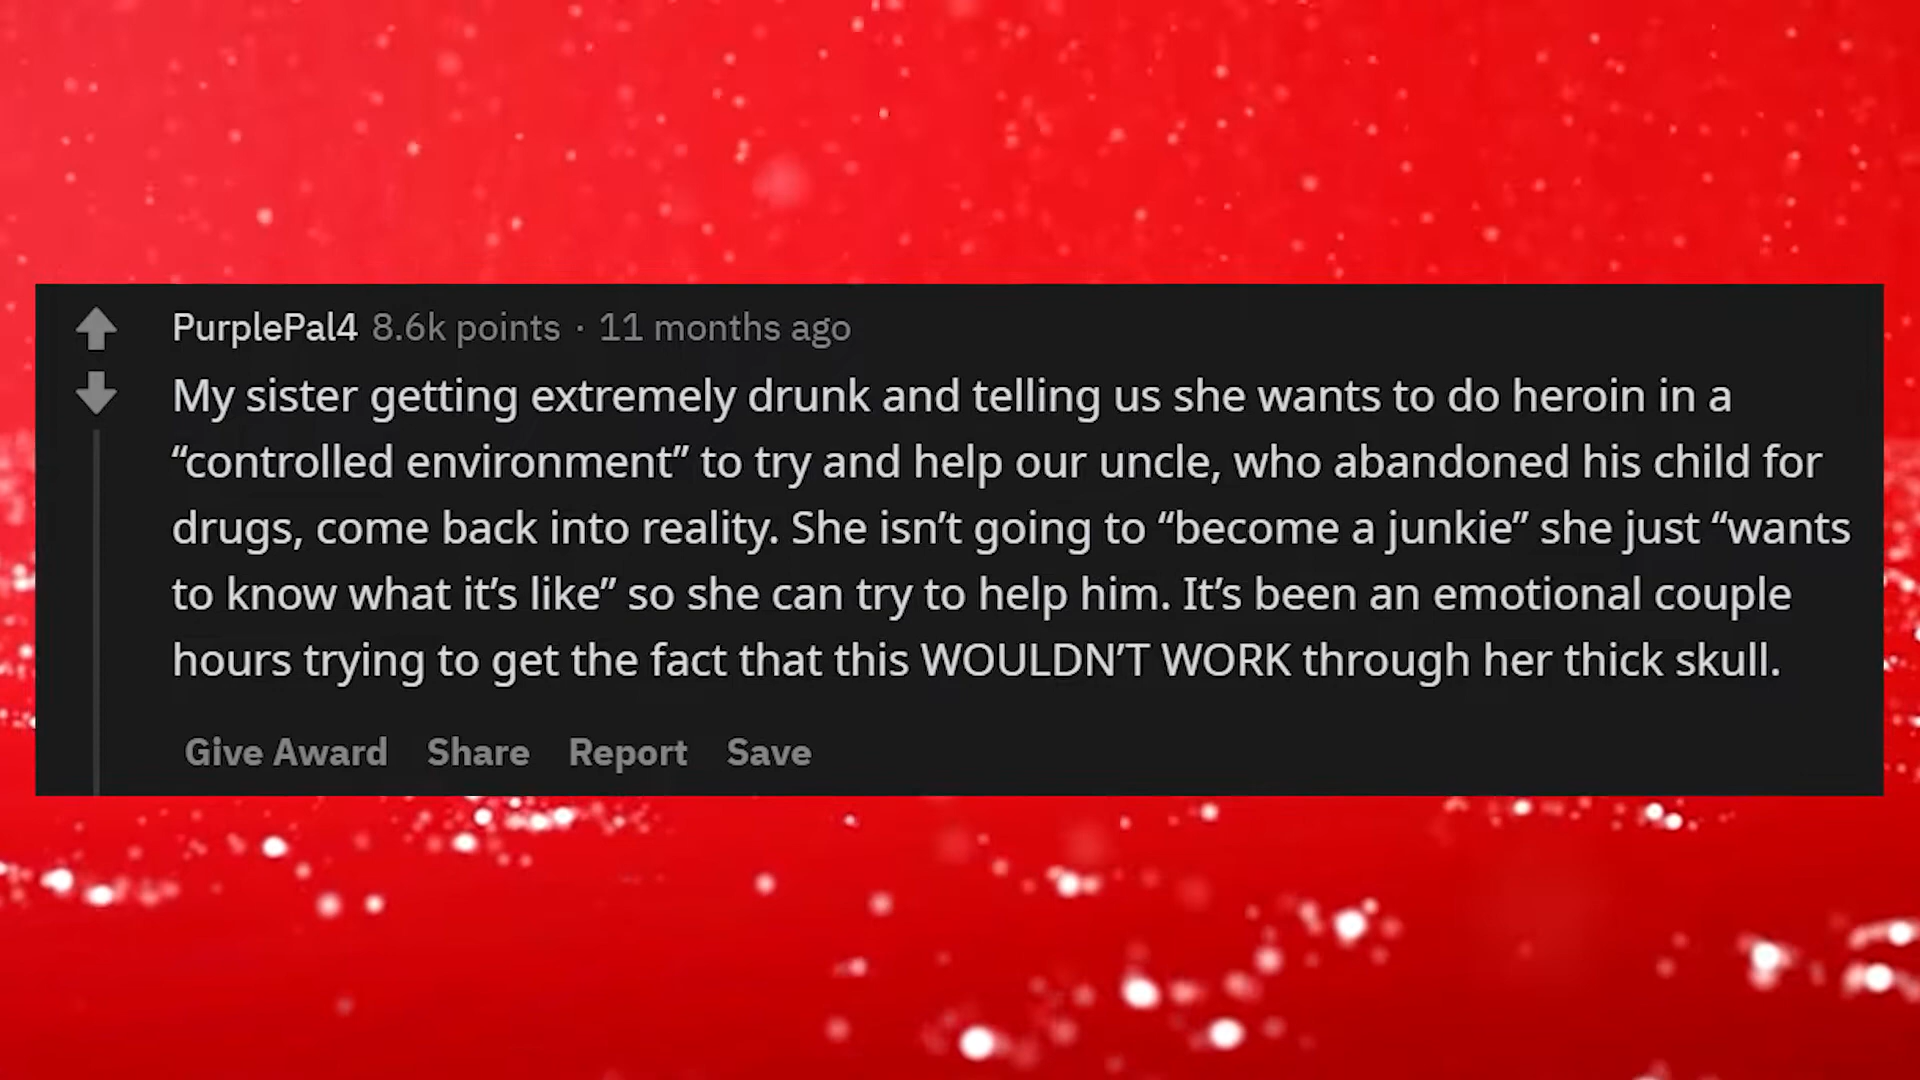 PurplePal4 8.6k points · 11 months ago
My sister getting extremely drunk and telling us she wants to do heroin in a
“controlled environment” to try and help our uncle, who abandoned his child for
drugs, come back into reality. She isn’t going to “become a junkie” she just “wants
to know what it’s like” so she can try to help him. It’s been an emotional couple
hours trying to get the fact that this WOULDN’T WORK through her thick skull.
Give Award Share Report Save